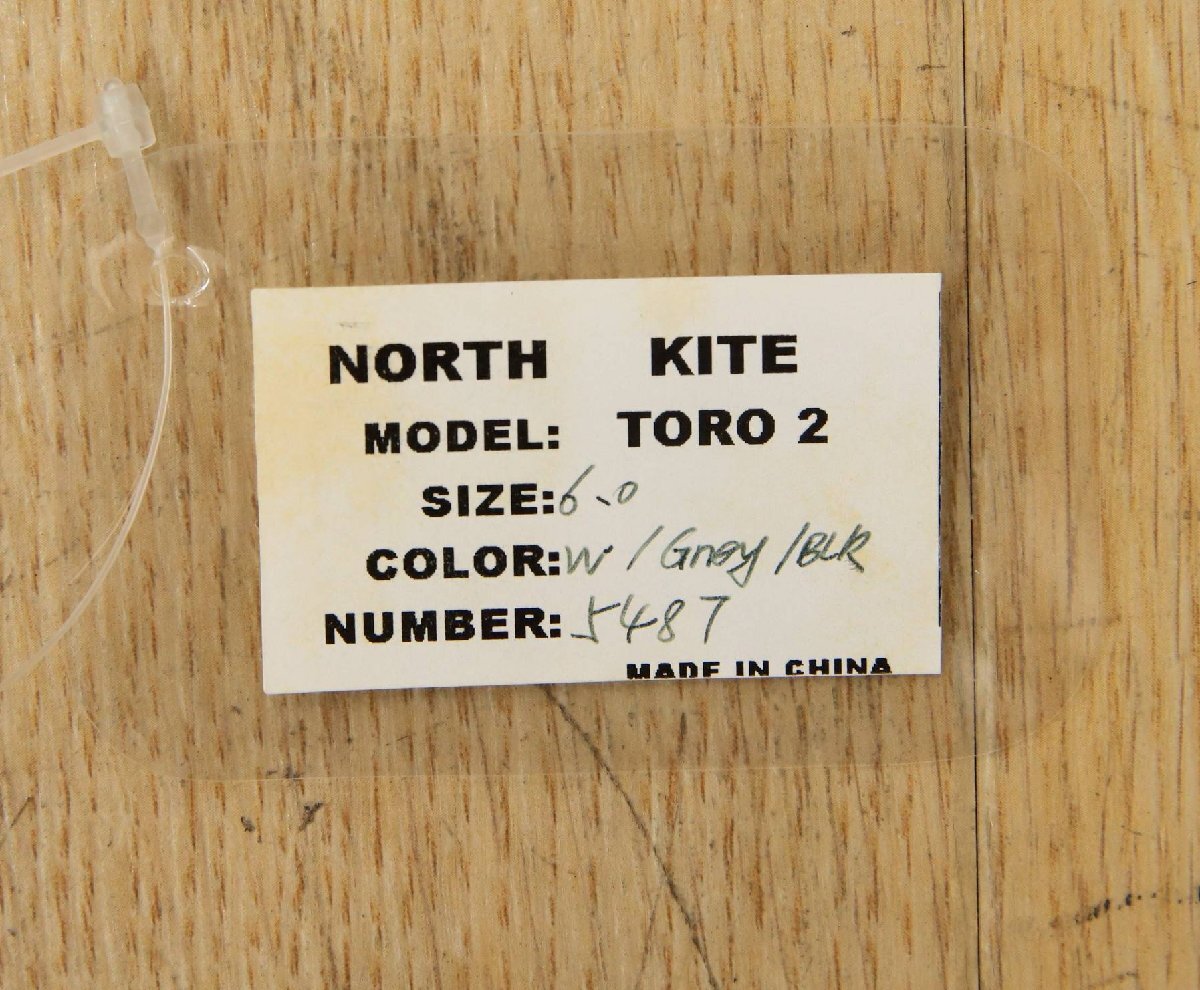 NORTH KITE
MODEL: TORO 2
SIZE: 6.0
COLOR: W. / Grey / BLK
NUMBER: 5487
MADE IN CHINA